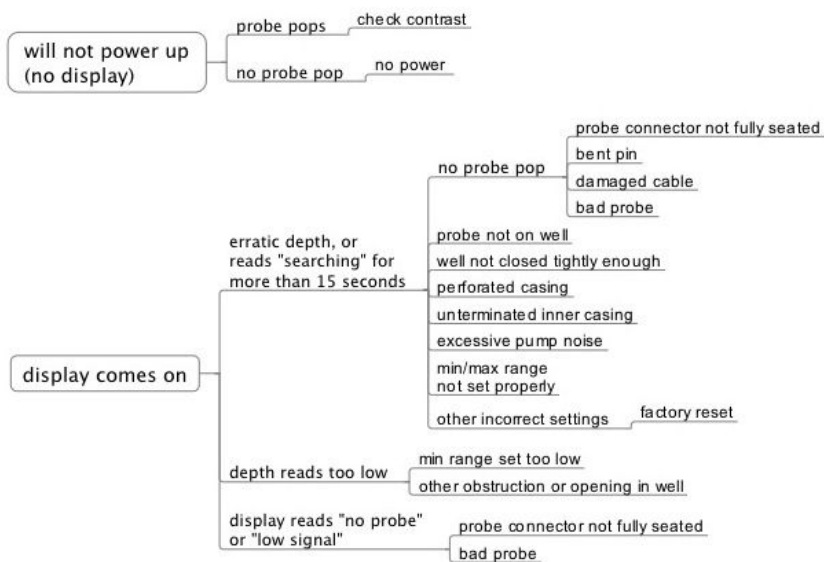 will not power up
(no display)
probe pops
check contrast
no probe pop
no power
display comes on
erratic depth, or
reads "searching" for
more than 15 seconds
no probe pop
probe connector not fully seated
bent pin
damaged cable
bad probe
probe not on well
well not closed tightly enough
perforated casing
unterminated inner casing
excessive pump noise
min/max range
not set properly
other incorrect settings
factory reset
depth reads too low
min range set too low
other obstruction or opening in well
display reads "no probe"
or "low signal"
probe connector not fully seated
bad probe